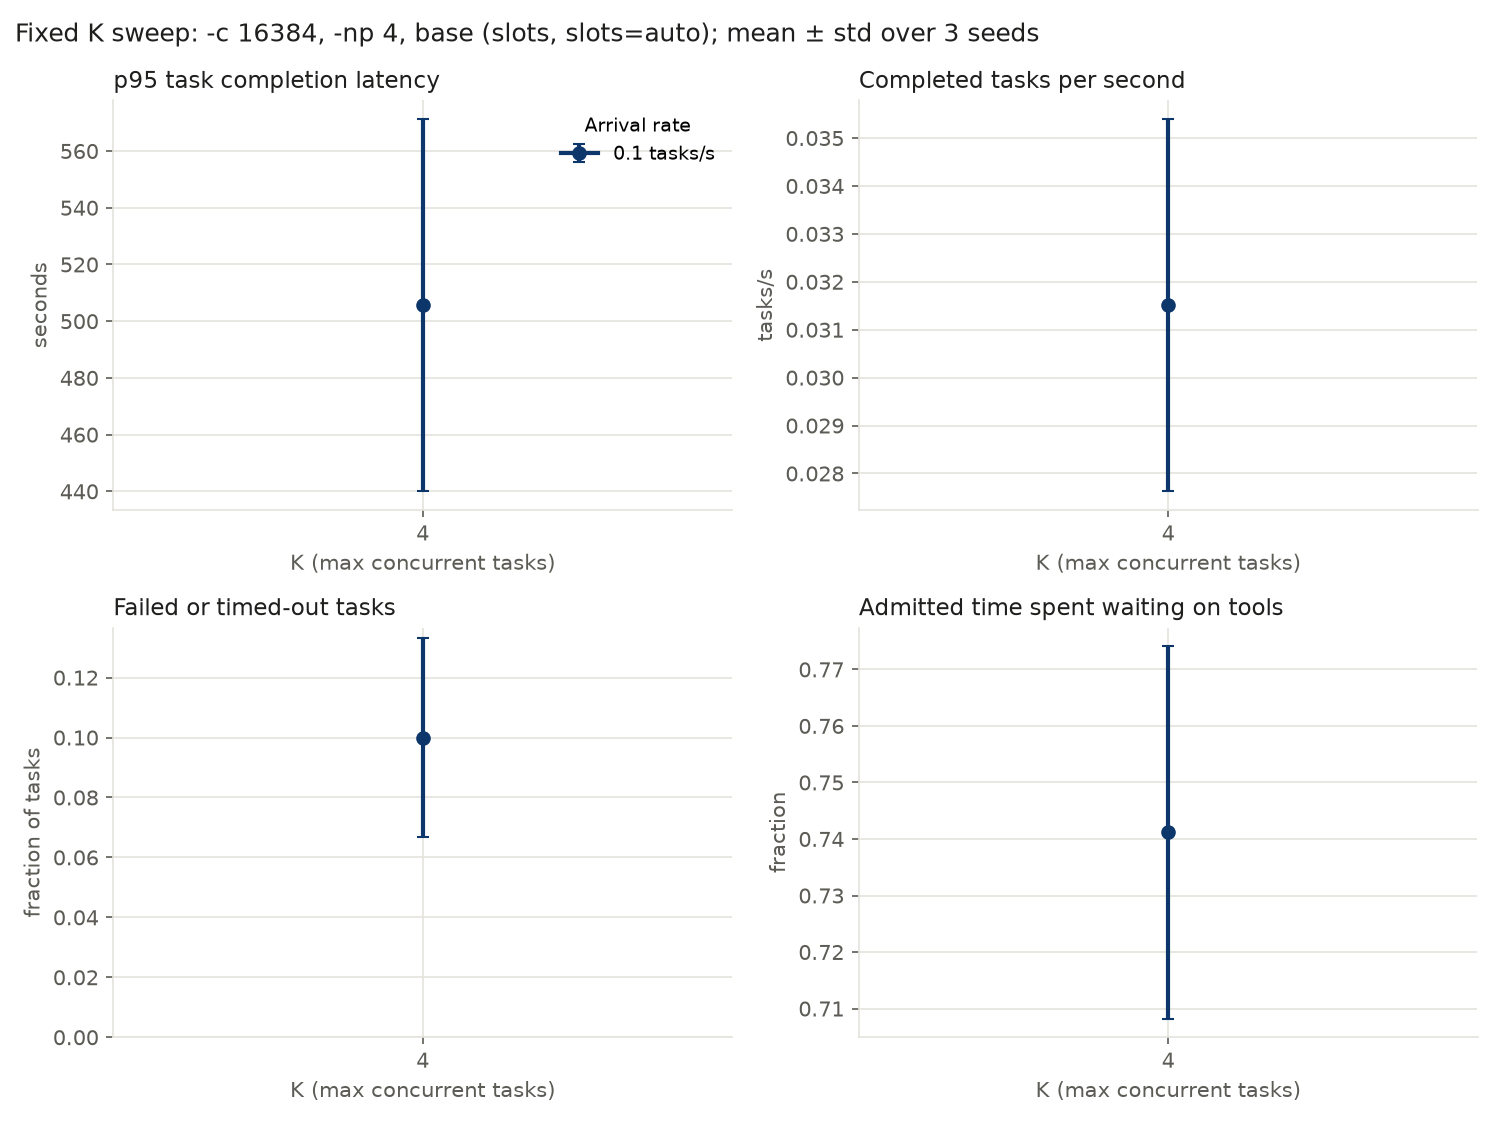 Fixed K sweep: -c 16384, -np 4, base (slots, slots=auto); mean ± std over 3 seeds
p95 task completion latency
Arrival rate
0.1 tasks/s
560
540
520
500
480
460
440
seconds
4
K (max concurrent tasks)
Completed tasks per second
0.035
0.034
0.033
0.032
0.031
0.030
0.029
0.028
tasks/s
4
K (max concurrent tasks)
Failed or timed-out tasks
0.12
0.10
0.08
0.06
0.04
0.02
0.00
fraction of tasks
4
K (max concurrent tasks)
Admitted time spent waiting on tools
0.77
0.76
0.75
0.74
0.73
0.72
0.71
fraction
4
K (max concurrent tasks)